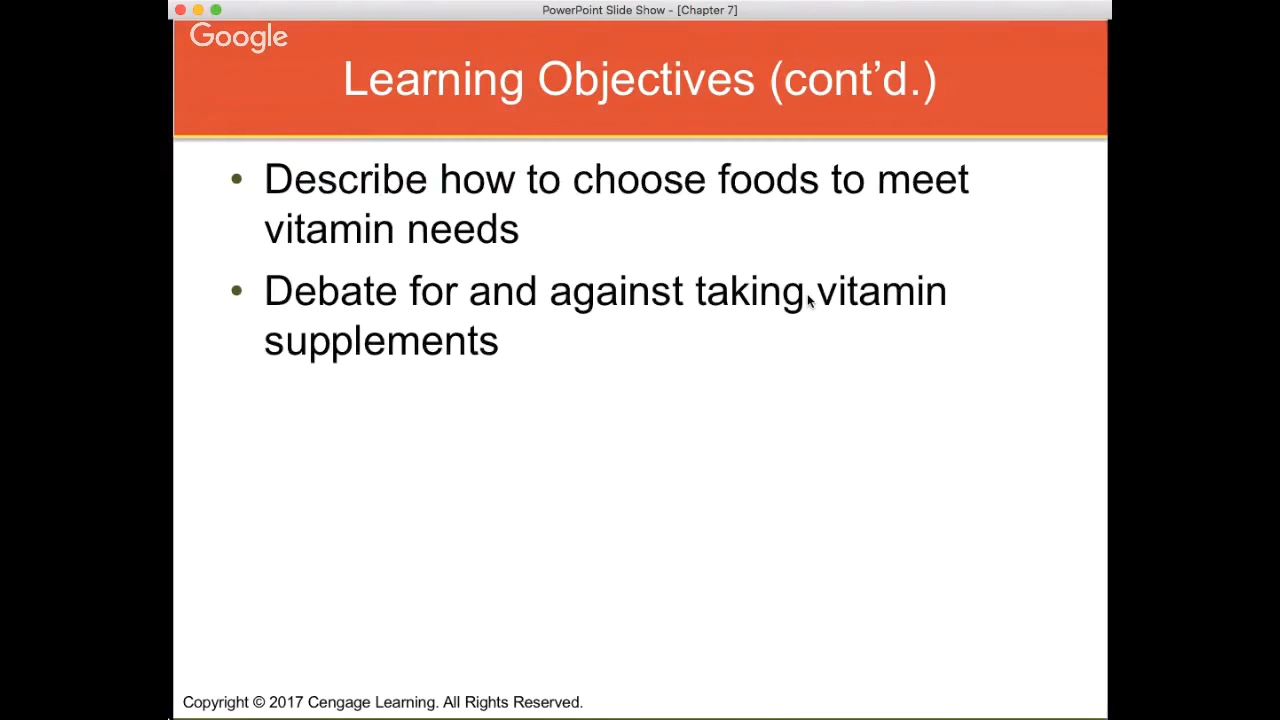 PowerPoint Slide Show - [Chapter 7]
Google
Learning Objectives (cont’d.)
• Describe how to choose foods to meet
vitamin needs
• Debate for and against taking vitamin
supplements
Copyright © 2017 Cengage Learning. All Rights Reserved.